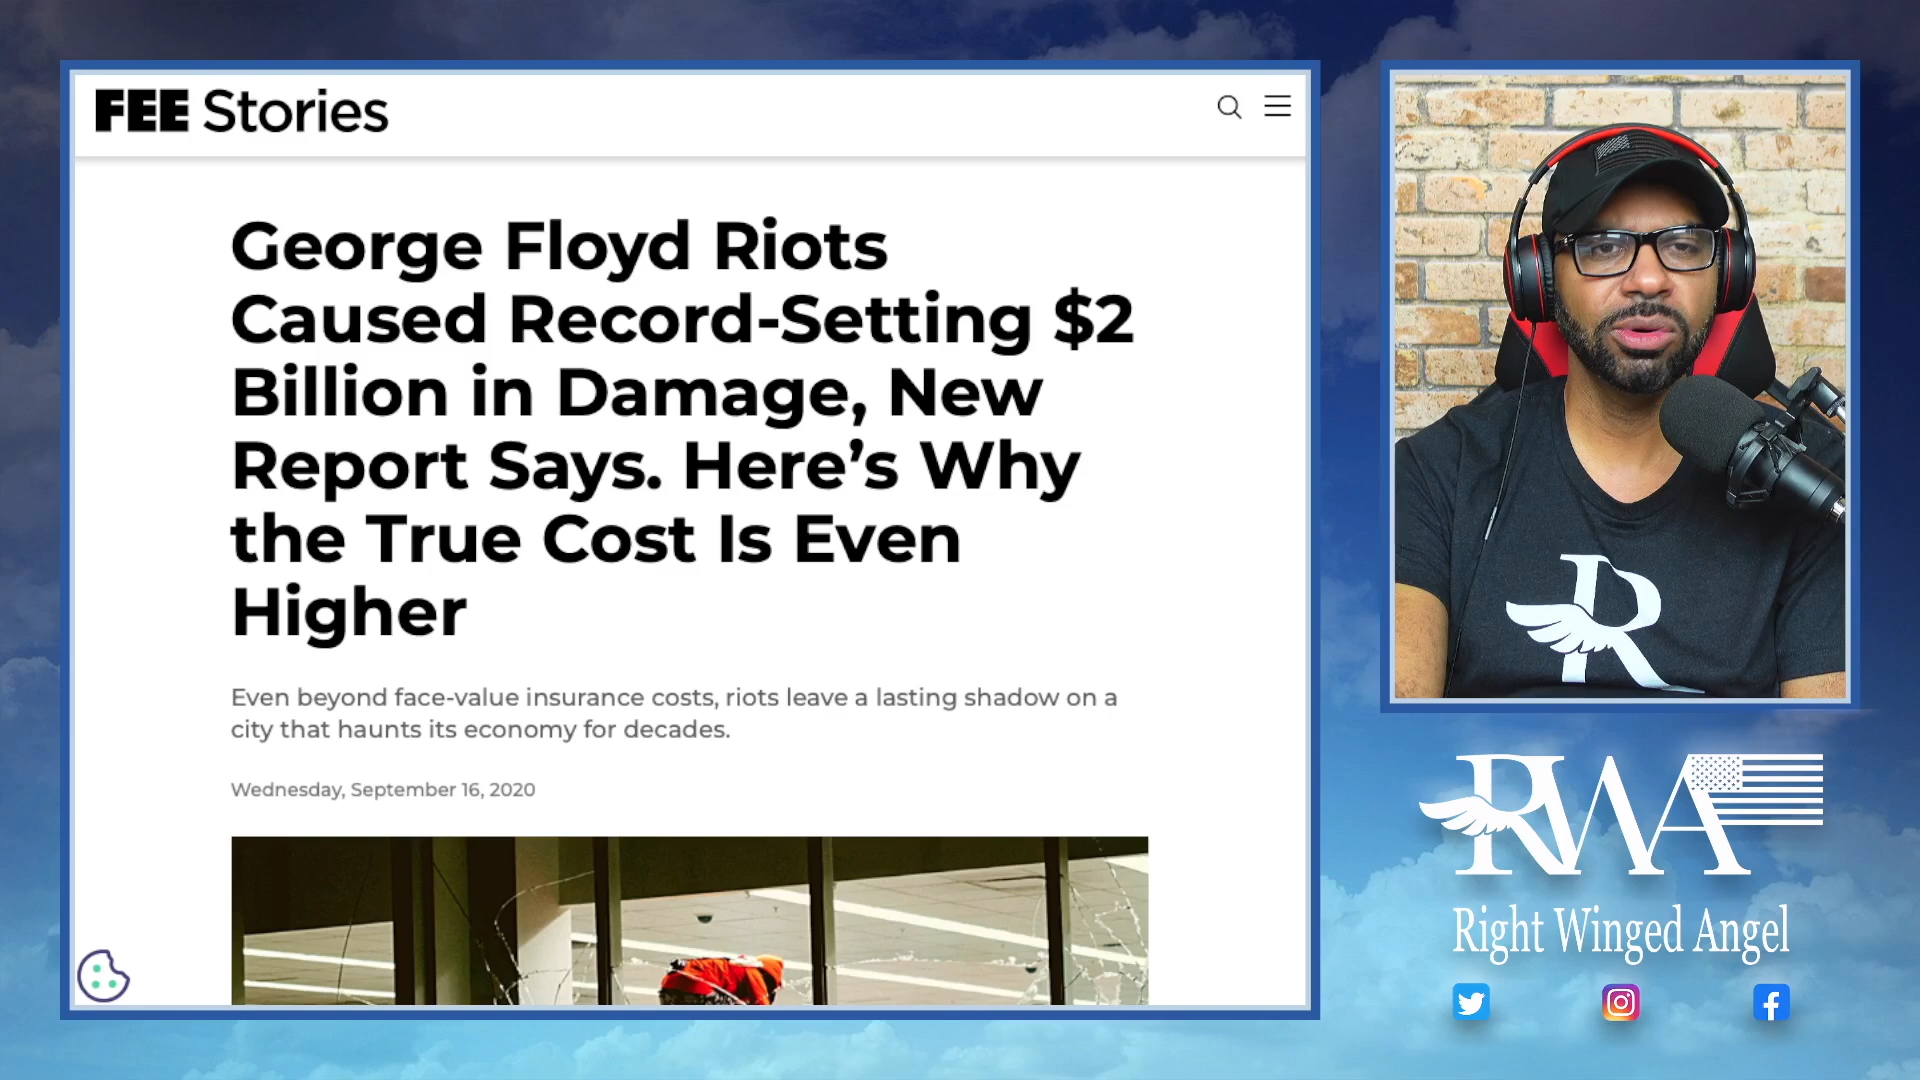 FEE Stories
George Floyd Riots
Caused Record-Setting $2
Billion in Damage, New
Report Says. Here’s Why
the True Cost Is Even
Higher
Even beyond face-value insurance costs, riots leave a lasting shadow on a
city that haunts its economy for decades.
Wednesday, September 16, 2020
R
RWA
Right Winged Angel